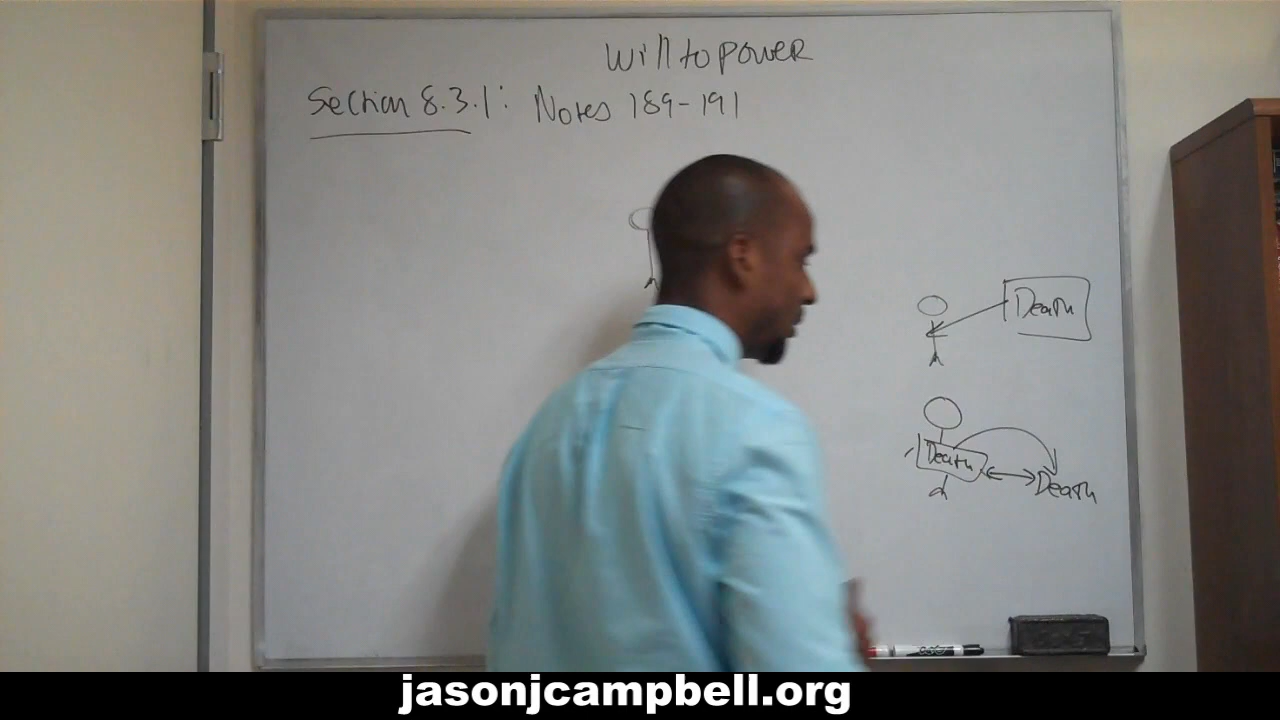 Will to power
Section 8.3.1: Notes 189-191
Death
Death
Death
jasonjcampbell.org